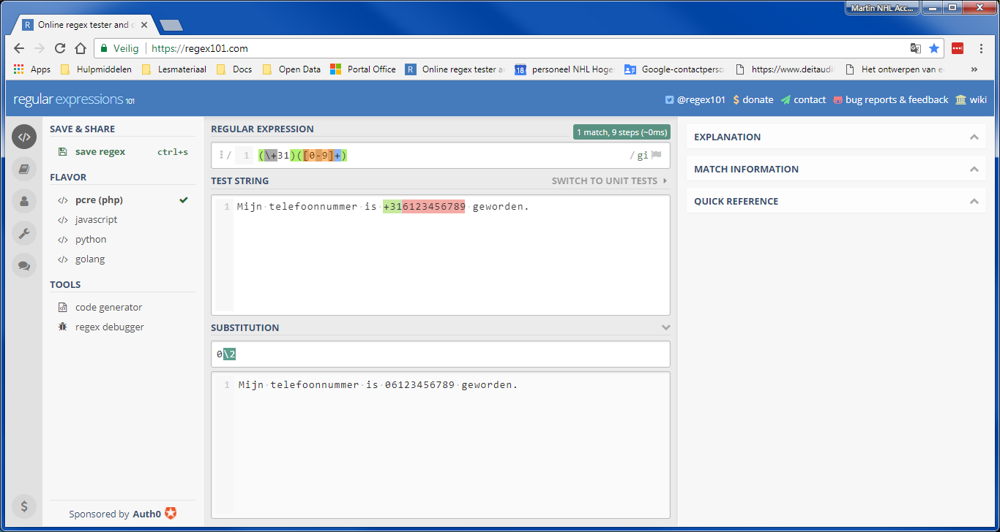 Martin NHL Acc...
Online regex tester and c
Veilig https://regex101.com
Apps Hulpmiddelen Lesmateriaal Docs Open Data Portal Office Online regex tester an 18 personeel NHL Hoge Google-contactperso https://www.deitaudit Het ontwerpen van e »
regular expressions 101 @regex101 $ donate contact bug reports & feedback wiki
SAVE & SHARE
save regex ctrl+s
FLAVOR
</> pcre (php)
</> javascript
</> python
</> golang
TOOLS
code generator
regex debugger
Sponsored by Auth0
REGULAR EXPRESSION 1 match, 9 steps (~0ms)
/ 1 (\+31)([0-9]+) / gi
TEST STRING SWITCH TO UNIT TESTS
1 Mijn telefoonnummer is +316123456789 geworden.
SUBSTITUTION
0\2
1 Mijn telefoonnummer is 06123456789 geworden.
EXPLANATION
MATCH INFORMATION
QUICK REFERENCE